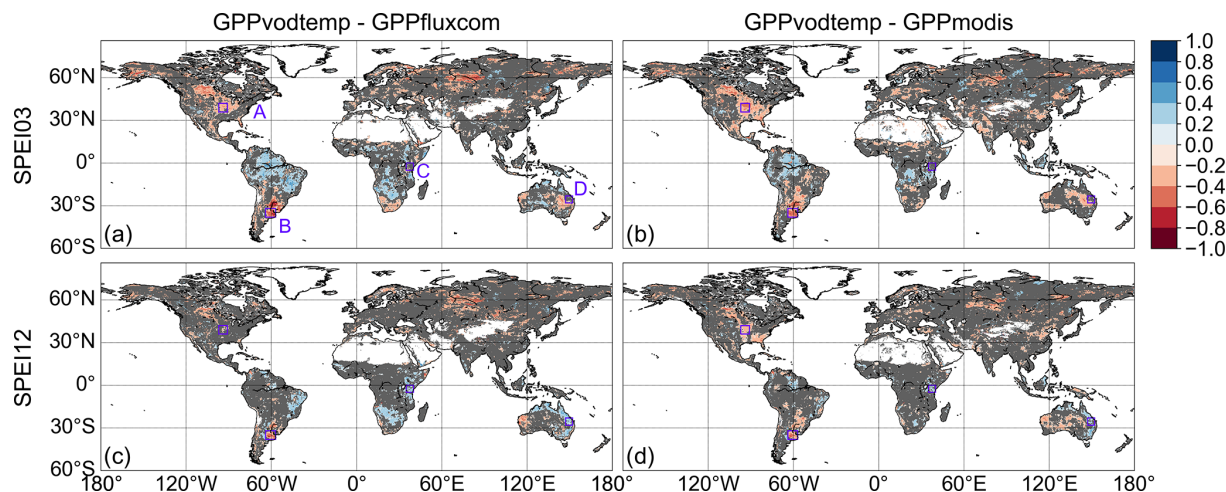 GPPvodtemp - GPPfluxcom
GPPvodtemp - GPPmodis
SPEI03
60°N
30°N
0°
30°S
60°S
A
B
C
D
(a)
(b)
1.0
0.8
0.6
0.4
0.2
0.0
−0.2
−0.4
−0.6
−0.8
−1.0
SPEI12
60°N
30°N
0°
30°S
60°S
(c)
(d)
180° 120°W 60°W 0° 60°E 120°E 180° 120°W 60°W 0° 60°E 120°E 180°